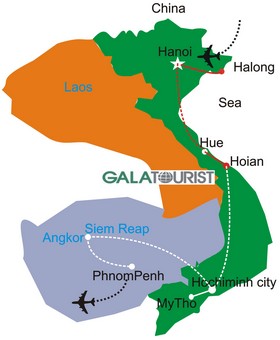 China
Hanoi
Halong
Laos
Sea
Hue
Hoian
GALATOURIST
Siem Reap
Angkor
PhnomPenh
Hochiminh city
MyTho